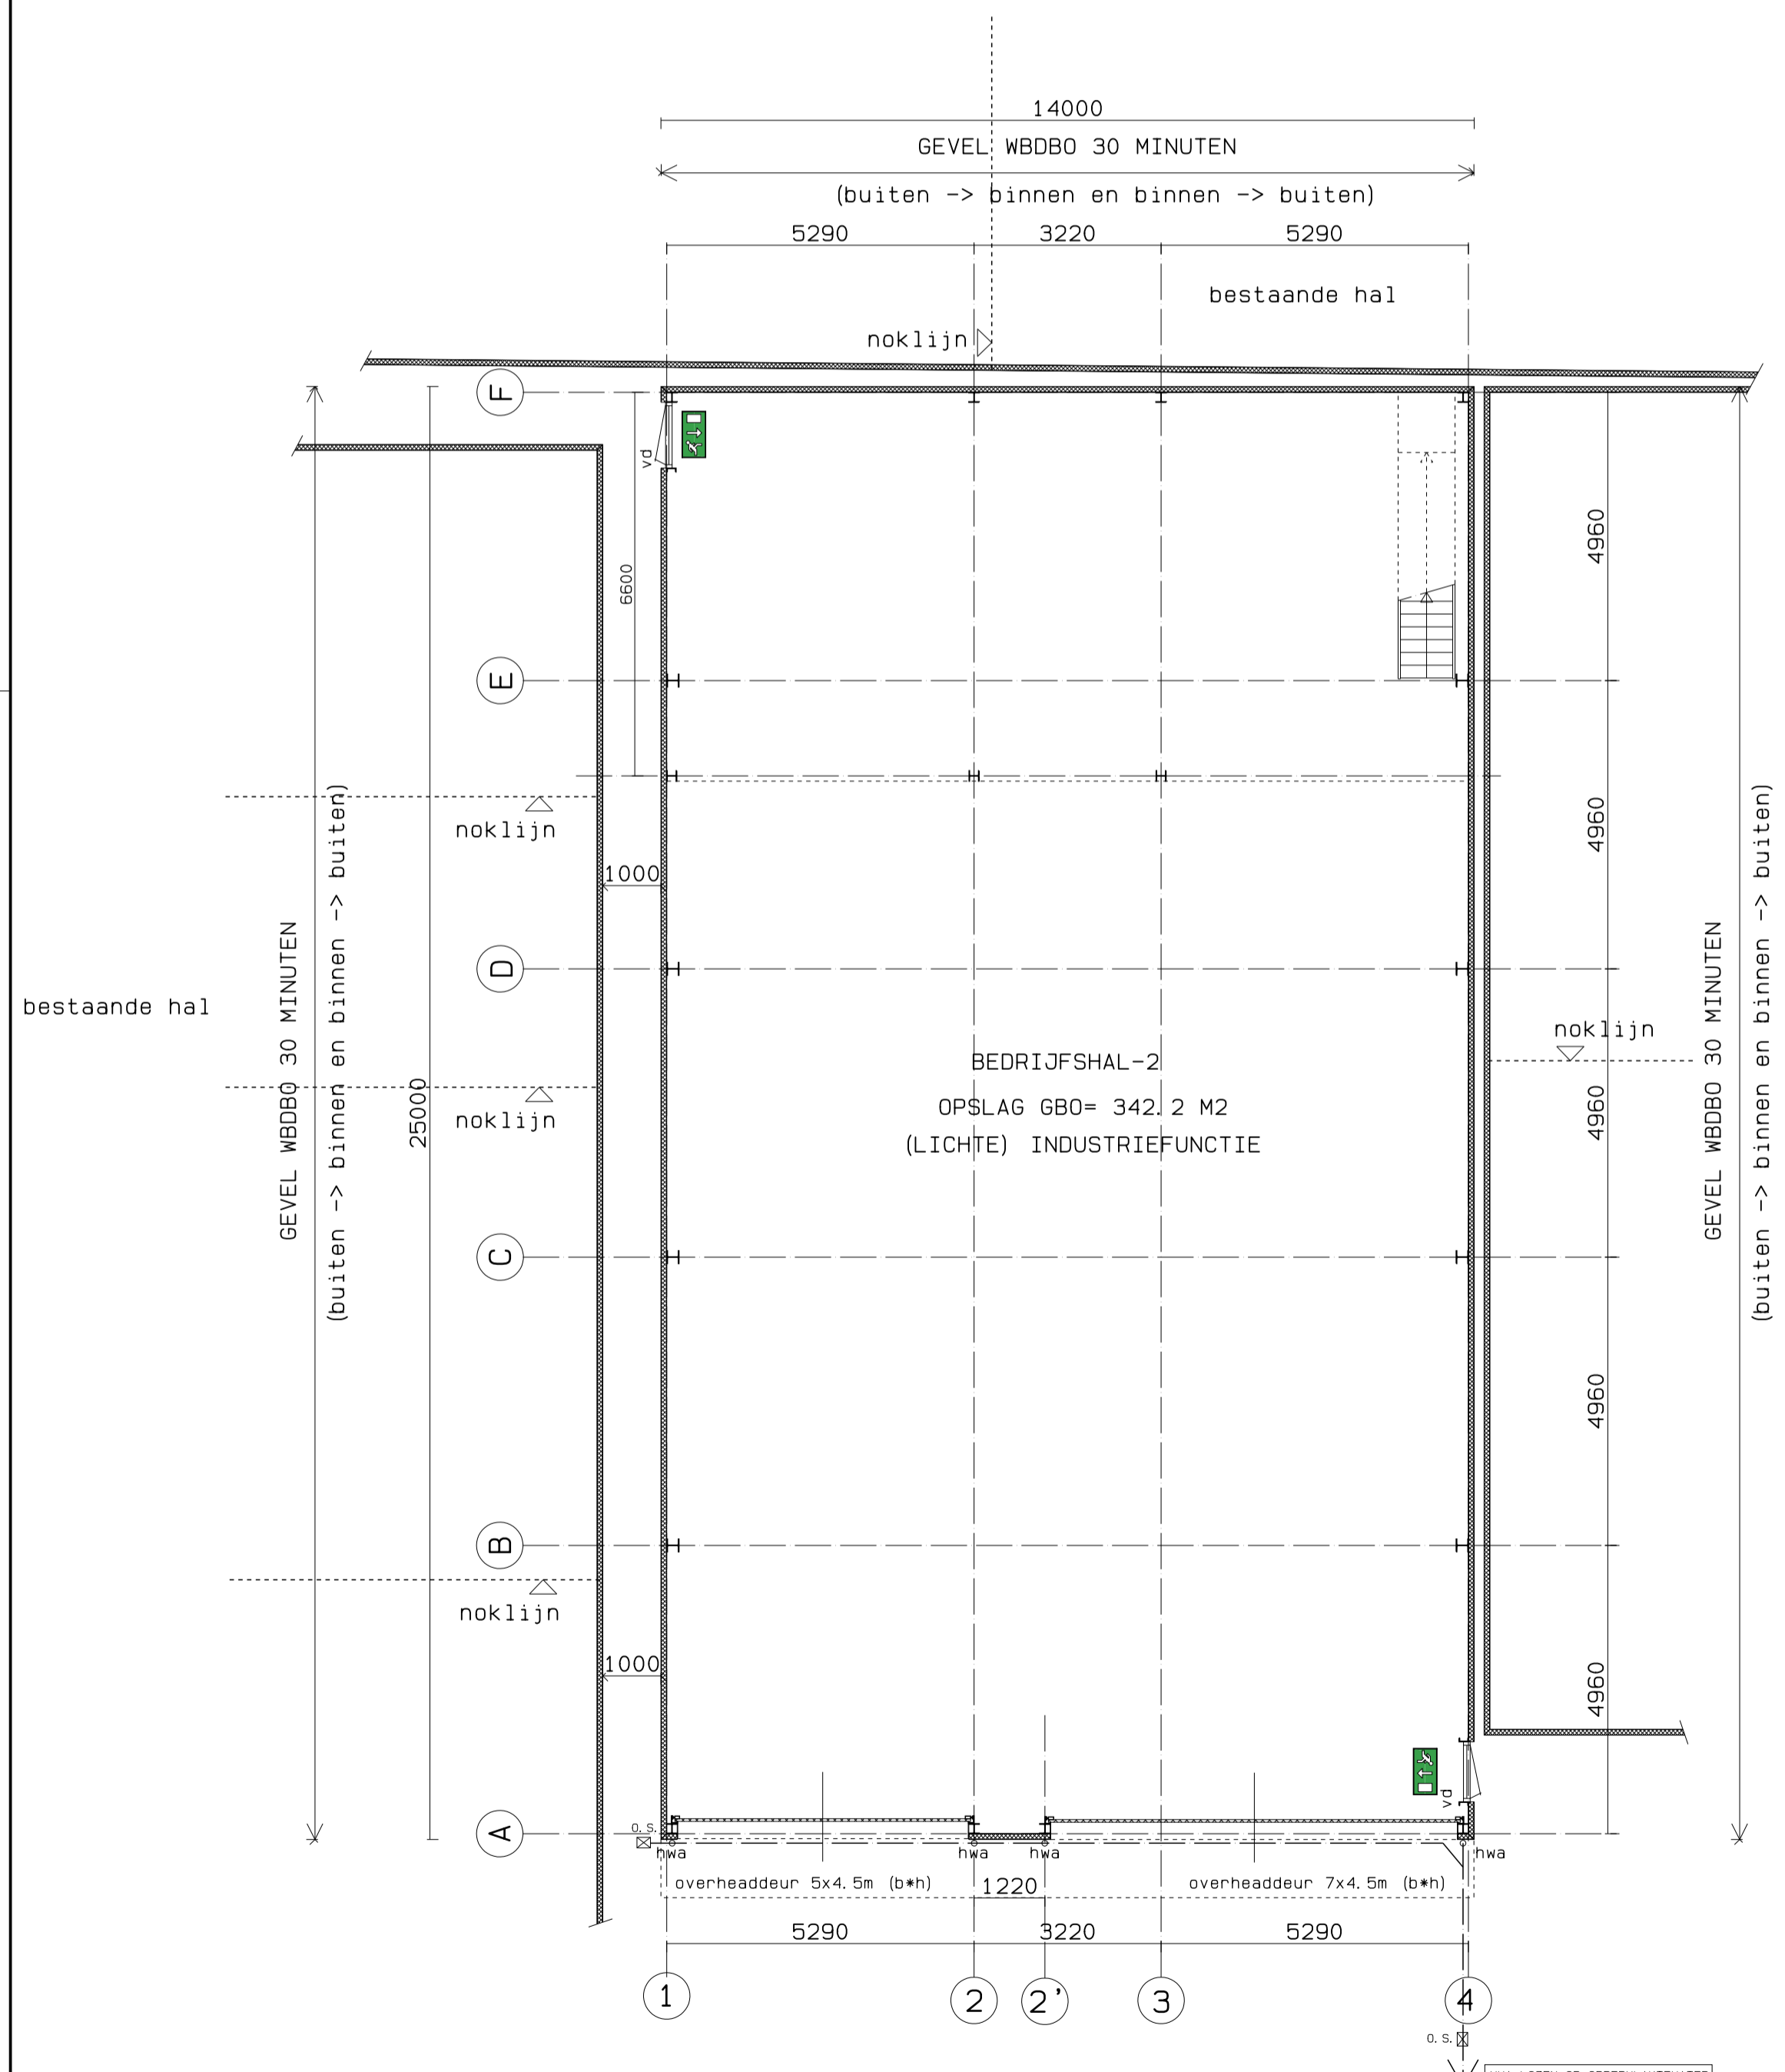 14000
GEVEL WBDBO 30 MINUTEN
(buiten -> binnen en binnen -> buiten)
5290 3220 5290
bestaande hal
noklijn
F
vd
6600
4960
E
noklijn
4960
1000
D
bestaande hal
GEVEL WBDBO 30 MINUTEN
(buiten -> binnen en binnen -> buiten)
25000
noklijn
BEDRIJFSHAL-2
OPSLAG GBO= 342.2 M2
(LICHTE) INDUSTRIEFUNCTIE
noklijn
4960
GEVEL WBDBO 30 MINUTEN
(buiten -> binnen en binnen -> buiten)
C
4960
B
noklijn
1000
4960
vd
A
O.S.
hwa hwa hwa hwa
overheaddeur 5x4.5m (b*h)
1220
overheaddeur 7x4.5m (b*h)
5290 3220 5290
1 2 2' 3 4
O.S.